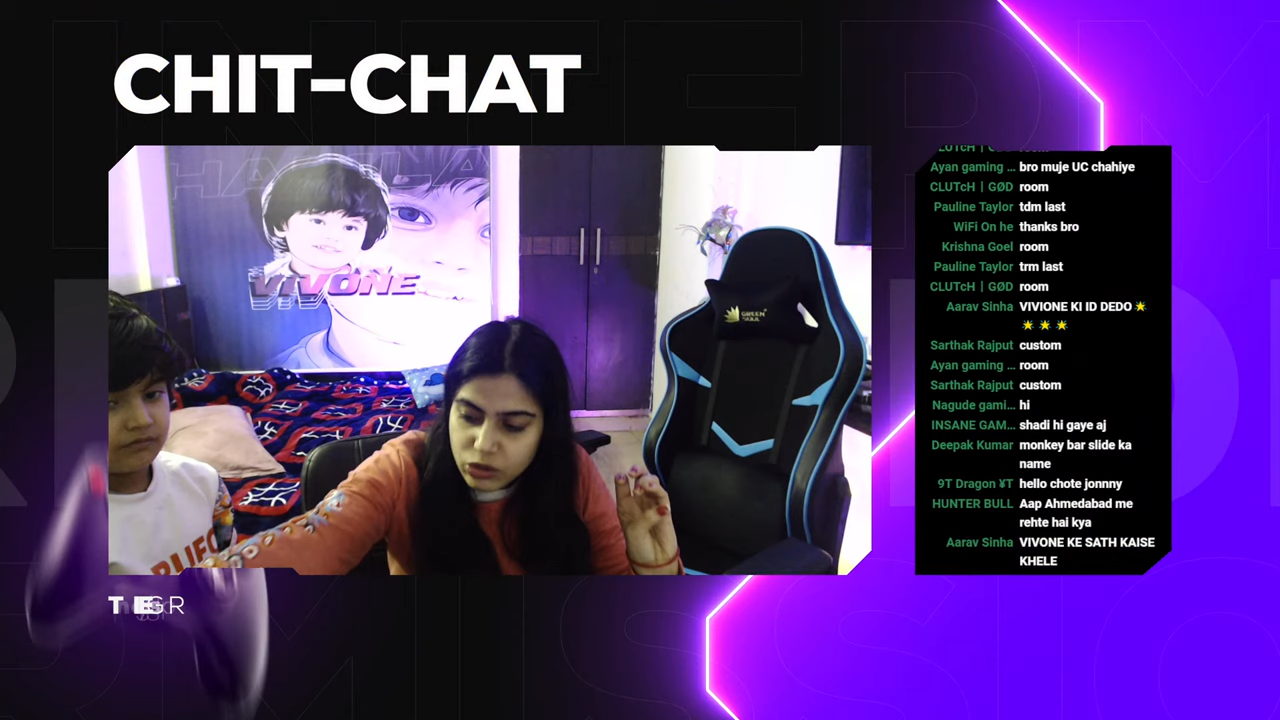 CHIT-CHAT
VIVONE
GREEN
SOUL
Ayan gaming ... bro muje UC chahiye
CLUTcH | GØD room
Pauline Taylor tdm last
WiFi On he thanks bro
Krishna Goel room
Pauline Taylor trm last
CLUTcH | GØD room
Aarav Sinha VIVIONE KI ID DEDO
Sarthak Rajput custom
Ayan gaming ... room
Sarthak Rajput custom
Nagude gami... hi
INSANE GAM... shadi hi gaye aj
Deepak Kumar monkey bar slide ka
name
9T Dragon ¥T hello chote jonnny
HUNTER BULL Aap Ahmedabad me
rehte hai kya
Aarav Sinha VIVONE KE SATH KAISE
KHELE